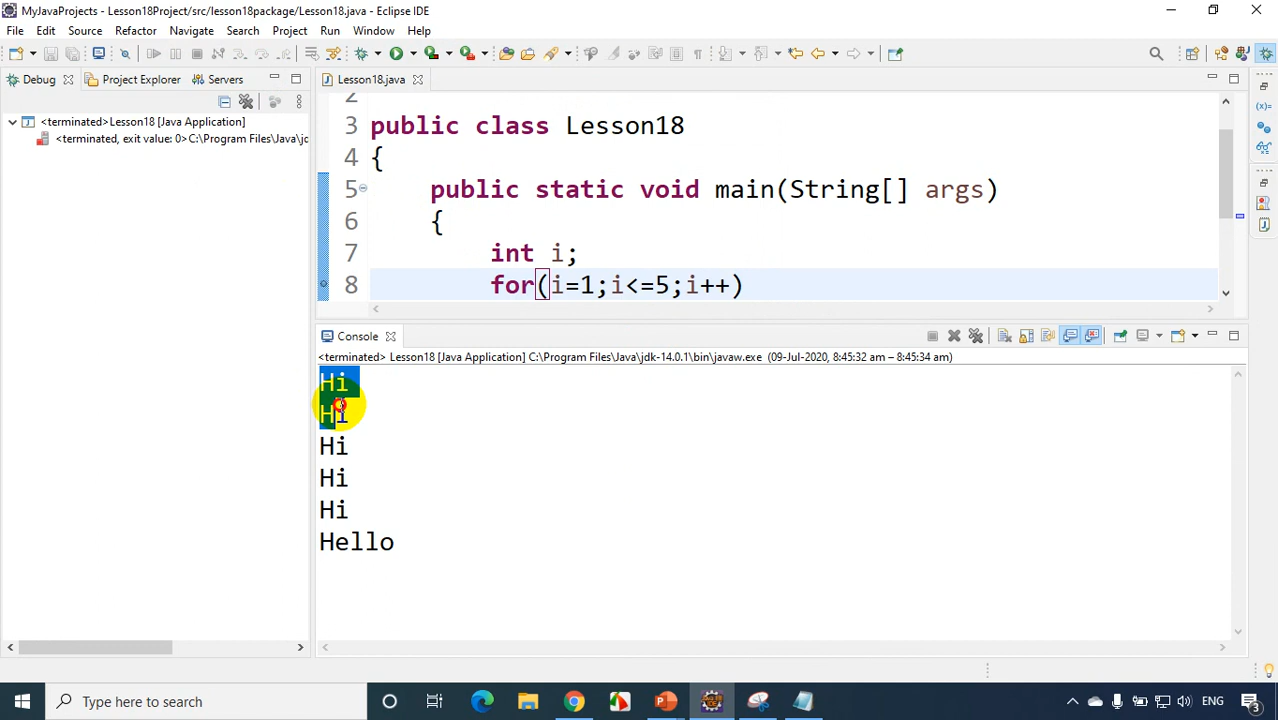 MyJavaProjects - Lesson18Project/src/lesson18package/Lesson18.java - Eclipse IDE
File Edit Source Refactor Navigate Search Project Run Window Help
Debug Project Explorer Servers
Lesson18.java
<terminated>Lesson18 [Java Application]
<terminated, exit value: 0>C:\Program Files\Java\jd
2
3 public class Lesson18
4 {
5 public static void main(String[] args)
6 {
7 int i;
8 for(i=1;i<=5;i++)
Console
<terminated> Lesson18 [Java Application] C:\Program Files\Java\jdk-14.0.1\bin\javaw.exe (09-Jul-2020, 8:45:32 am – 8:45:34 am)
Hi
Hi
Hi
Hi
Hi
Hello
Type here to search
ENG
3